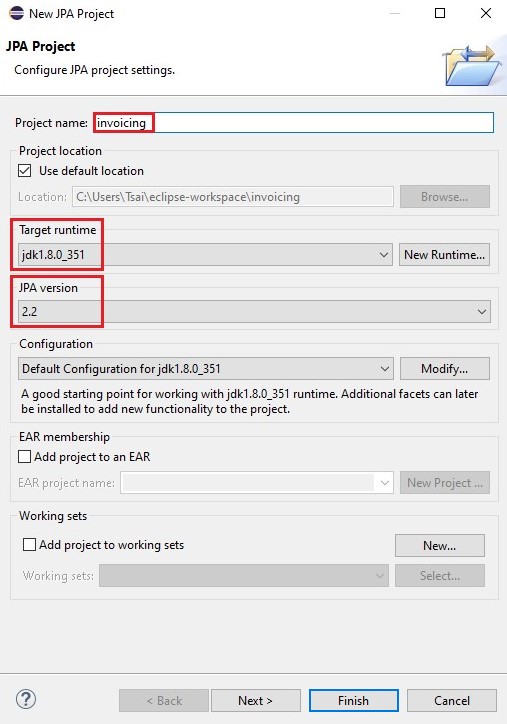 New JPA Project
JPA Project
Configure JPA project settings.
Project name: invoicing
Project location
Use default location
Location: C:\Users\Tsai\eclipse-workspace\invoicing Browse...
Target runtime
jdk1.8.0_351 New Runtime...
JPA version
2.2
Configuration
Default Configuration for jdk1.8.0_351 Modify...
A good starting point for working with jdk1.8.0_351 runtime. Additional facets can later
be installed to add new functionality to the project.
EAR membership
Add project to an EAR
EAR project name: New Project ...
Working sets
Add project to working sets New...
Working sets: Select...
? < Back Next > Finish Cancel